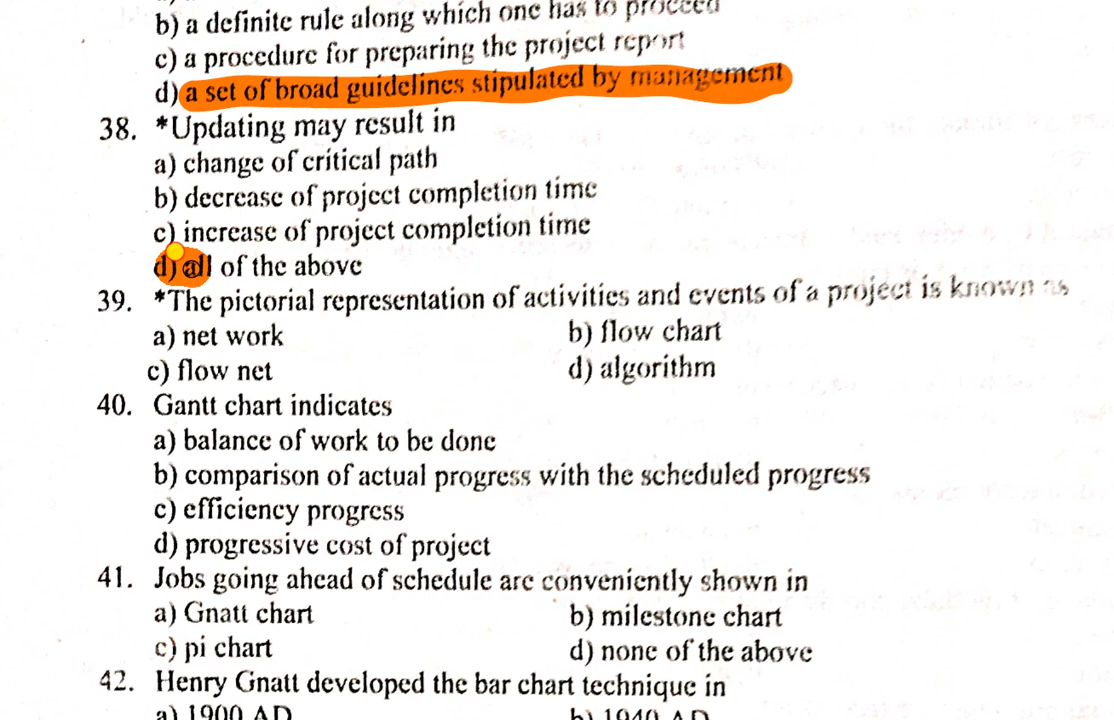 b) a definite rule along which one has to proceed
c) a procedure for preparing the project report
d) a set of broad guidelines stipulated by management
38. *Updating may result in
a) change of critical path
b) decrease of project completion time
c) increase of project completion time
d) all of the above
39. *The pictorial representation of activities and events of a project is known as
a) net work b) flow chart
c) flow net d) algorithm
40. Gantt chart indicates
a) balance of work to be done
b) comparison of actual progress with the scheduled progress
c) efficiency progress
d) progressive cost of project
41. Jobs going ahead of schedule are conveniently shown in
a) Gnatt chart b) milestone chart
c) pi chart d) none of the above
42. Henry Gnatt developed the bar chart technique in
a) 1900 AD b) 1940 AD